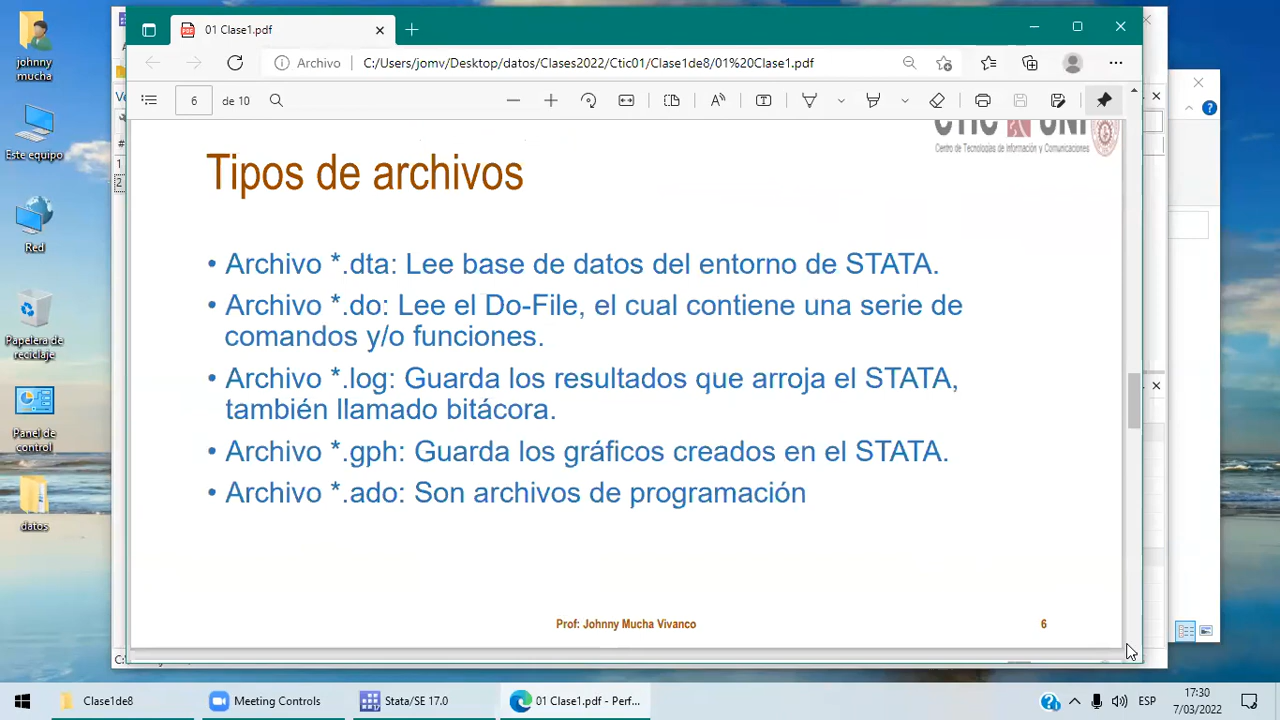 johnny
mucha
Este equipo
Red
Papelera de
reciclaje
Panel de
control
datos
01 Clase1.pdf
Archivo
C:/Users/jomv/Desktop/datos/Clases2022/Ctic01/Clase1de8/01%20Clase1.pdf
6
de 10
CTIC UNI
Centro de Tecnologías de Información y Comunicaciones
Tipos de archivos
• Archivo *.dta: Lee base de datos del entorno de STATA.
• Archivo *.do: Lee el Do-File, el cual contiene una serie de
comandos y/o funciones.
• Archivo *.log: Guarda los resultados que arroja el STATA,
también llamado bitácora.
• Archivo *.gph: Guarda los gráficos creados en el STATA.
• Archivo *.ado: Son archivos de programación
Prof: Johnny Mucha Vivanco
6
Clase1de8
Meeting Controls
Stata/SE 17.0
01 Clase1.pdf - Perf...
ESP
17:30
7/03/2022